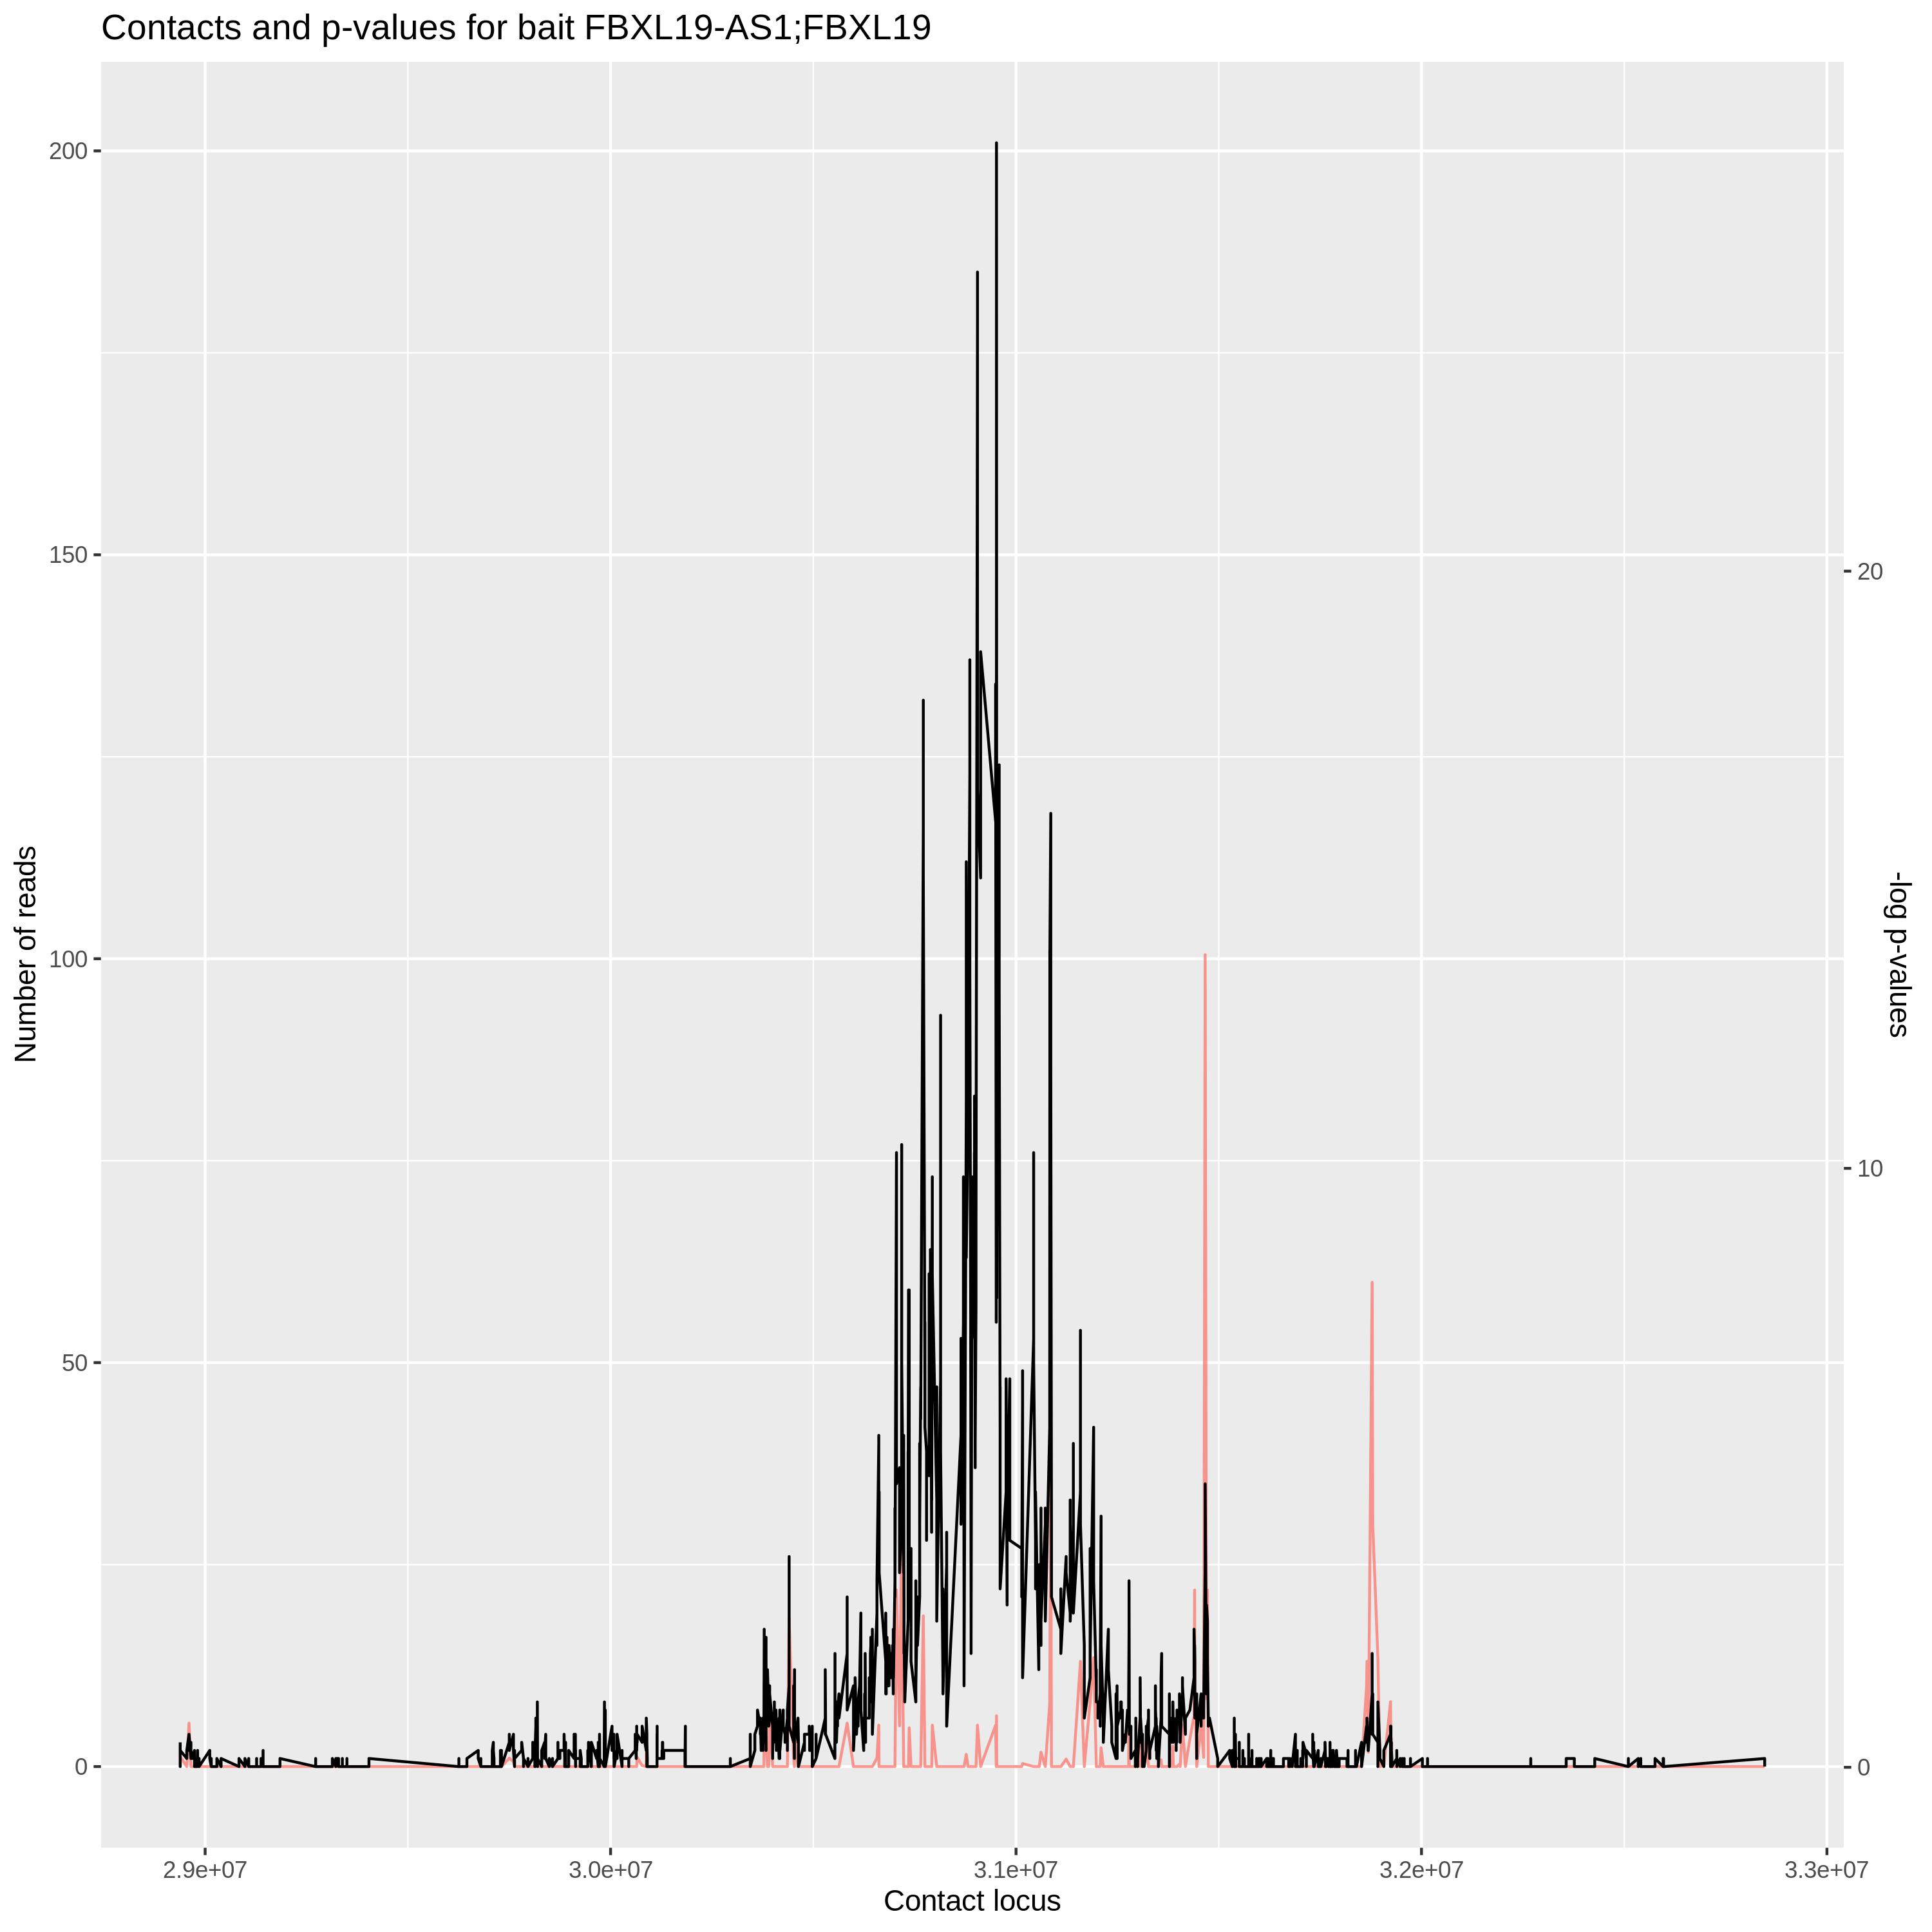 Contacts and p-values for bait FBXL19-AS1;FBXL19
200
150
100
50
0
Number of reads
20
10
0
-log p-values
2.9e+07
3.0e+07
3.1e+07
3.2e+07
3.3e+07
Contact locus